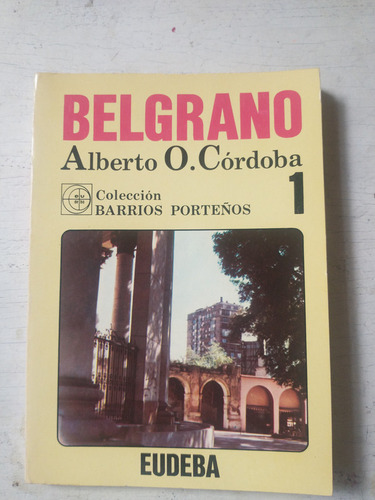 BELGRANO
Alberto O. Córdoba
Colección
BARRIOS PORTEÑOS
1
EUDEBA